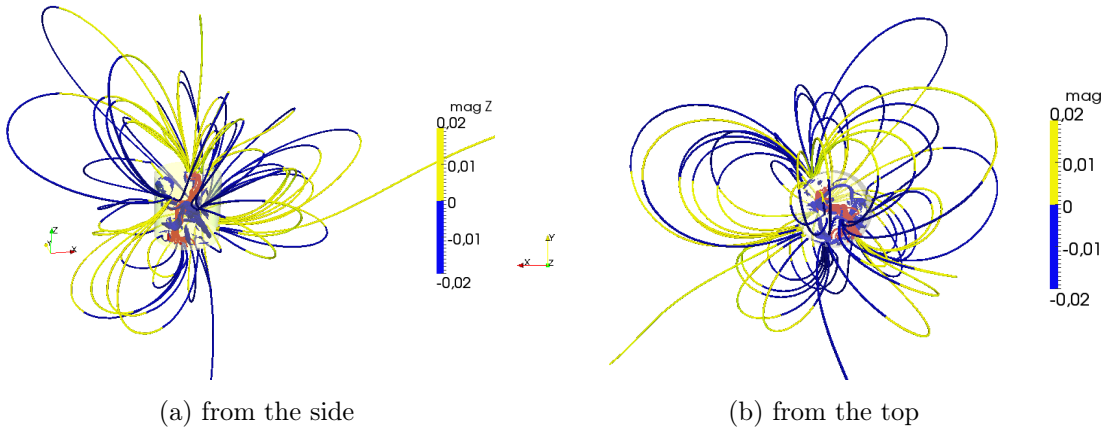 mag Z
0,02
0,01
0
-0,01
-0,02
Z
Y
X
(a) from the side
mag
0,02
0,01
0
-0,01
-0,02
Y
X
Z
(b) from the top